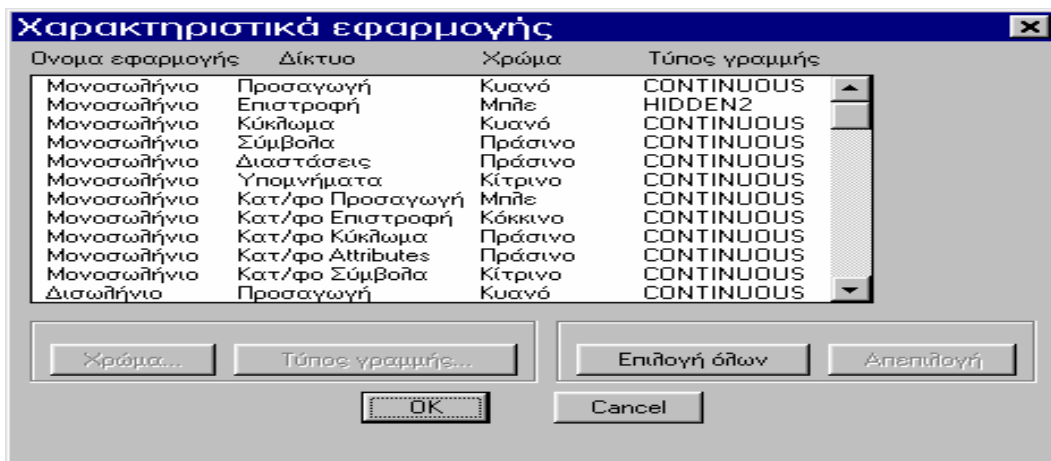 Χαρακτηριστικά εφαρμογής
Ονομα εφαρμογής Δίκτυο Χρώμα Τύπος γραμμής
Μονοσωλήνιο Προσαγωγή Κυανό CONTINUOUS
Μονοσωλήνιο Επιστροφή Μπλε HIDDEN2
Μονοσωλήνιο Κύκλωμα Κυανό CONTINUOUS
Μονοσωλήνιο Σύμβολα Πράσινο CONTINUOUS
Μονοσωλήνιο Διαστάσεις Πράσινο CONTINUOUS
Μονοσωλήνιο Υπομνήματα Κίτρινο CONTINUOUS
Μονοσωλήνιο Κατ/φο Προσαγωγή Μπλε CONTINUOUS
Μονοσωλήνιο Κατ/φο Επιστροφή Κόκκινο CONTINUOUS
Μονοσωλήνιο Κατ/φο Κύκλωμα Πράσινο CONTINUOUS
Μονοσωλήνιο Κατ/φο Attributes Πράσινο CONTINUOUS
Μονοσωλήνιο Κατ/φο Σύμβολα Κίτρινο CONTINUOUS
Δισωλήνιο Προσαγωγή Κυανό CONTINUOUS
Χρώμα... Τύπος γραμμής... Επιλογή όλων Απεπιλογή
OK Cancel